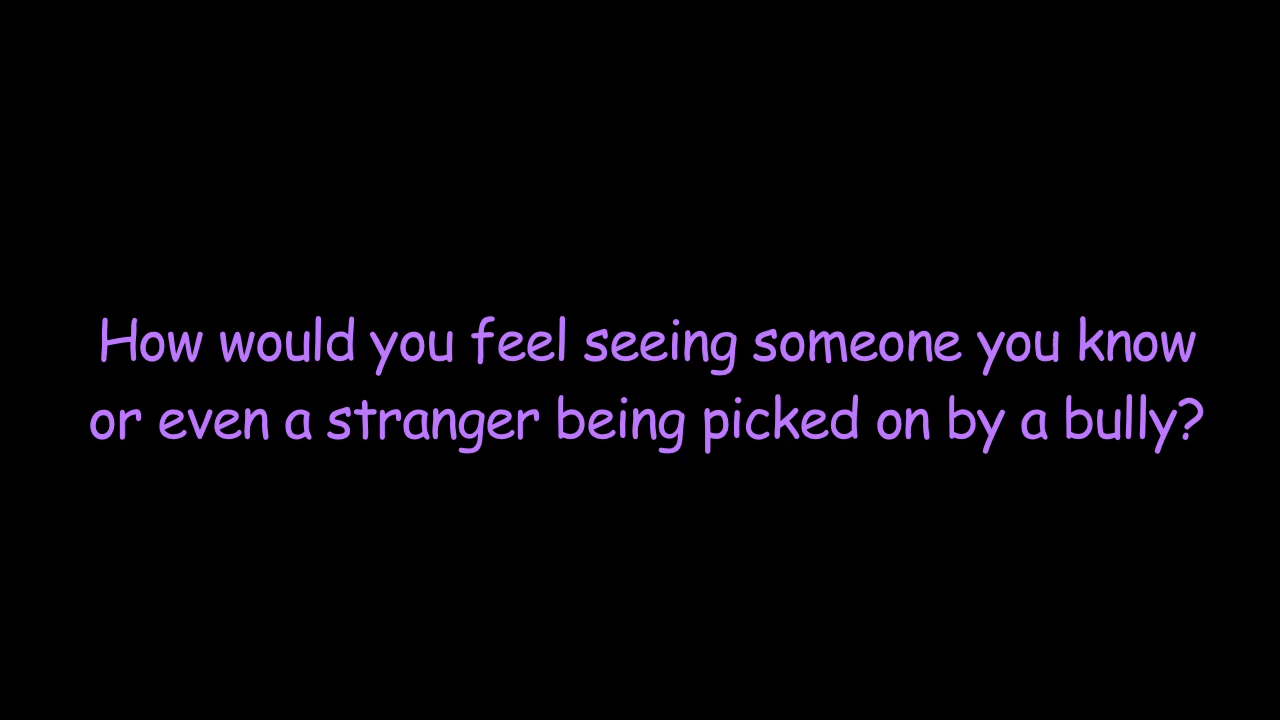 How would you feel seeing someone you know
or even a stranger being picked on by a bully?